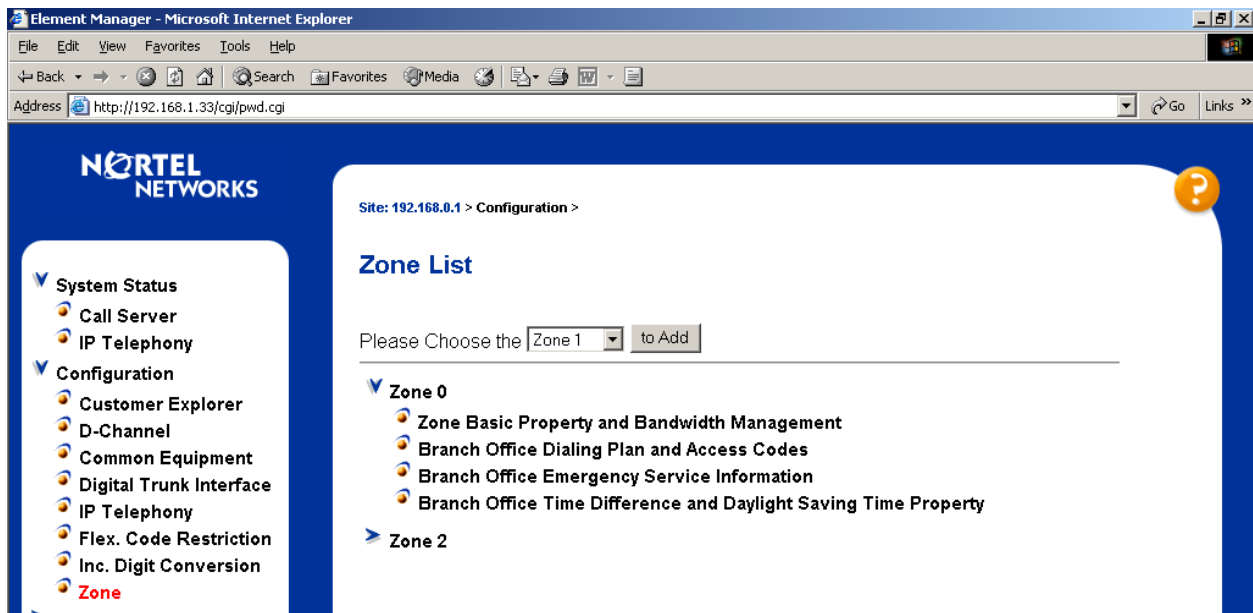 Element Manager - Microsoft Internet Explorer
File Edit View Favorites Tools Help
Back Search Favorites Media
Address http://192.168.1.33/cgi/pwd.cgi Go Links »
NORTEL
NETWORKS
System Status
Call Server
IP Telephony
Configuration
Customer Explorer
D-Channel
Common Equipment
Digital Trunk Interface
IP Telephony
Flex. Code Restriction
Inc. Digit Conversion
Zone
?
Site: 192.168.0.1 > Configuration >
Zone List
Please Choose the Zone 1 to Add
Zone 0
Zone Basic Property and Bandwidth Management
Branch Office Dialing Plan and Access Codes
Branch Office Emergency Service Information
Branch Office Time Difference and Daylight Saving Time Property
Zone 2